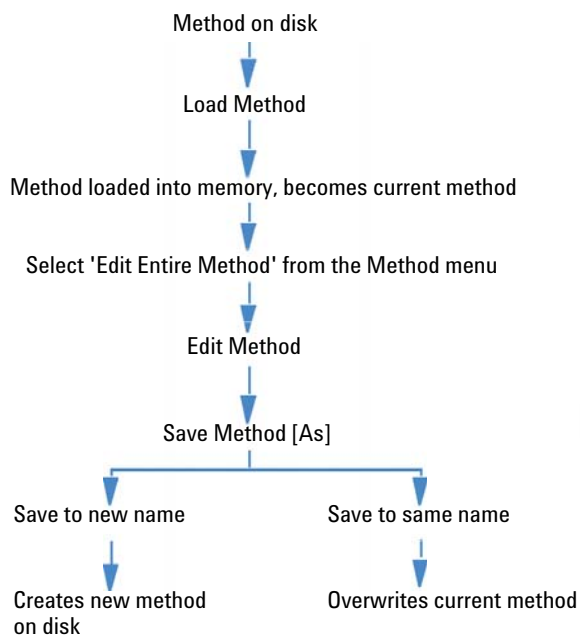 Method on disk
Load Method
Method loaded into memory, becomes current method
Select 'Edit Entire Method' from the Method menu
Edit Method
Save Method [As]
Save to new name
Save to same name
Creates new method
on disk
Overwrites current method